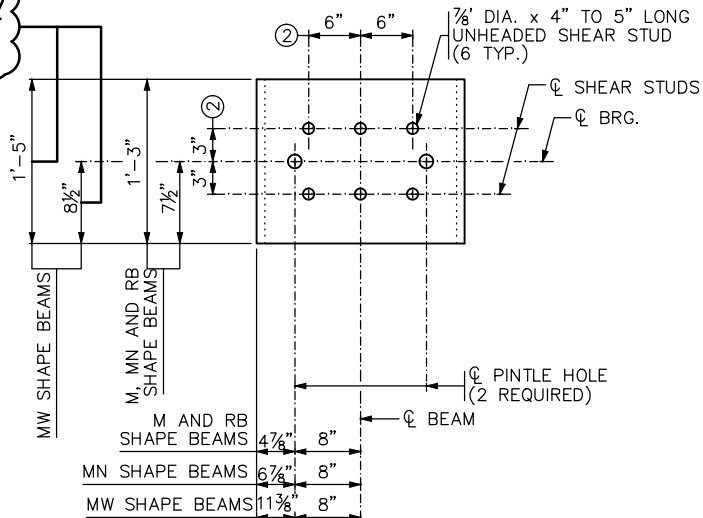 6" 6"
⅞' DIA. x 4" TO 5" LONG
UNHEADED SHEAR STUD
(6 TYP.)
2
℄ SHEAR STUDS
℄ BRG.
2
3"
3"
1'-5"
8½"
1'-3"
7½"
MW SHAPE BEAMS
M, MN AND RB
SHAPE BEAMS
℄ PINTLE HOLE
(2 REQUIRED)
℄ BEAM
M AND RB
SHAPE BEAMS 4⅞" 8"
MN SHAPE BEAMS 6⅞" 8"
MW SHAPE BEAMS 11⅜" 8"